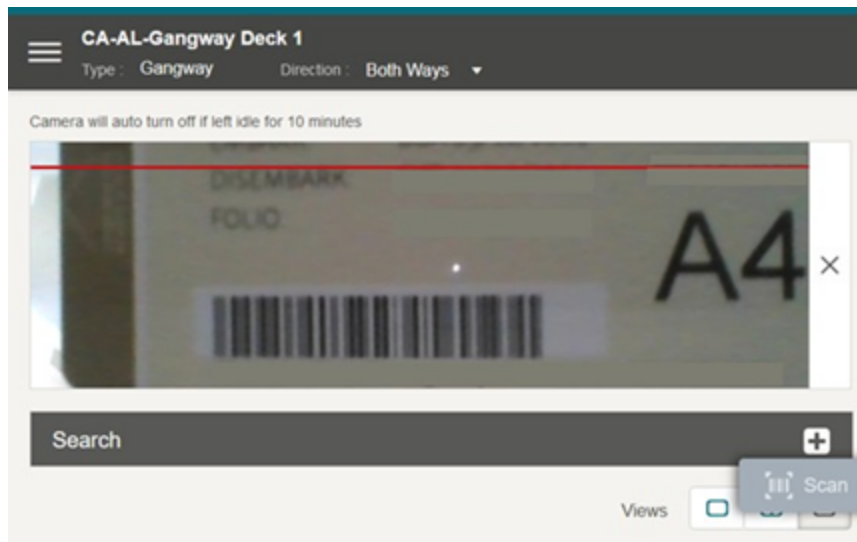 CA-AL-Gangway Deck 1
Type : Gangway Direction : Both Ways
Camera will auto turn off if left idle for 10 minutes
DISEMBARK:
FOLIO:
A4
Search
Scan
Views